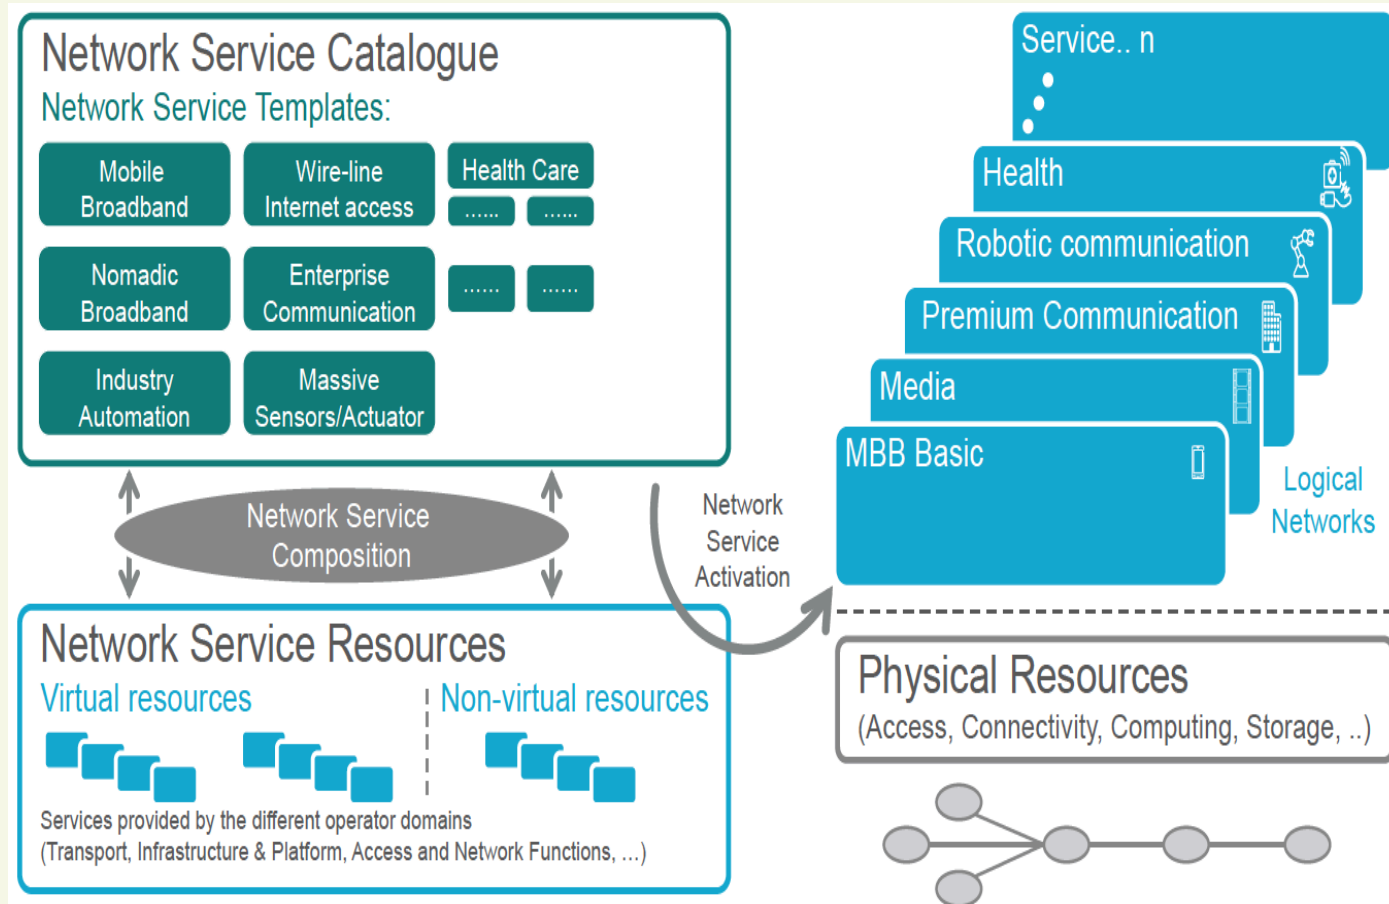 Network Service Catalogue
Network Service Templates:
Mobile
Broadband
Wire-line
Internet access
Health Care
......
......
Nomadic
Broadband
Enterprise
Communication
......
......
Industry
Automation
Massive
Sensors/Actuator
Network Service
Composition
Network
Service
Activation
Network Service Resources
Virtual resources
Non-virtual resources
Services provided by the different operator domains
(Transport, Infrastructure & Platform, Access and Network Functions, ...)
Service.. n
Health
Robotic communication
Premium Communication
Media
MBB Basic
Logical
Networks
Physical Resources
(Access, Connectivity, Computing, Storage, ..)